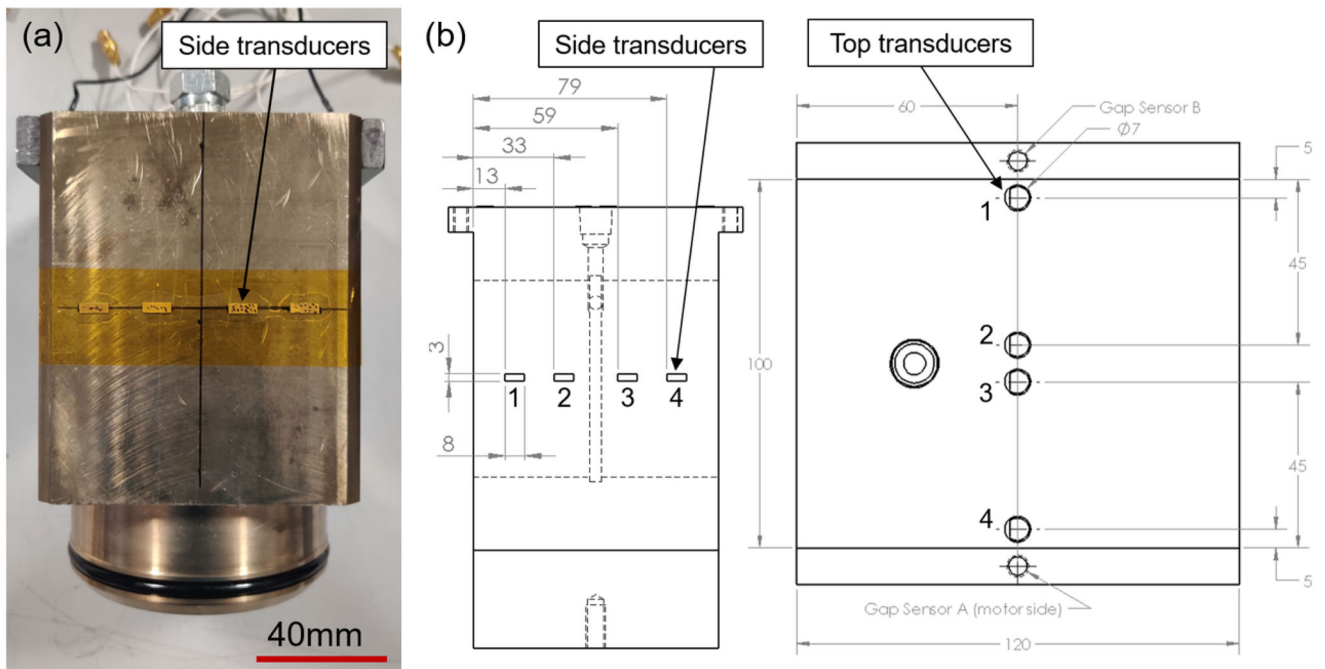 (a)
Side transducers
40mm
(b)
Side transducers
79
59
33
13
3
8
1
2
3
4
Top transducers
60
Gap Sensor B
Ø7
5
1
45
2
100
3
45
4
5
Gap Sensor A (motor side)
120